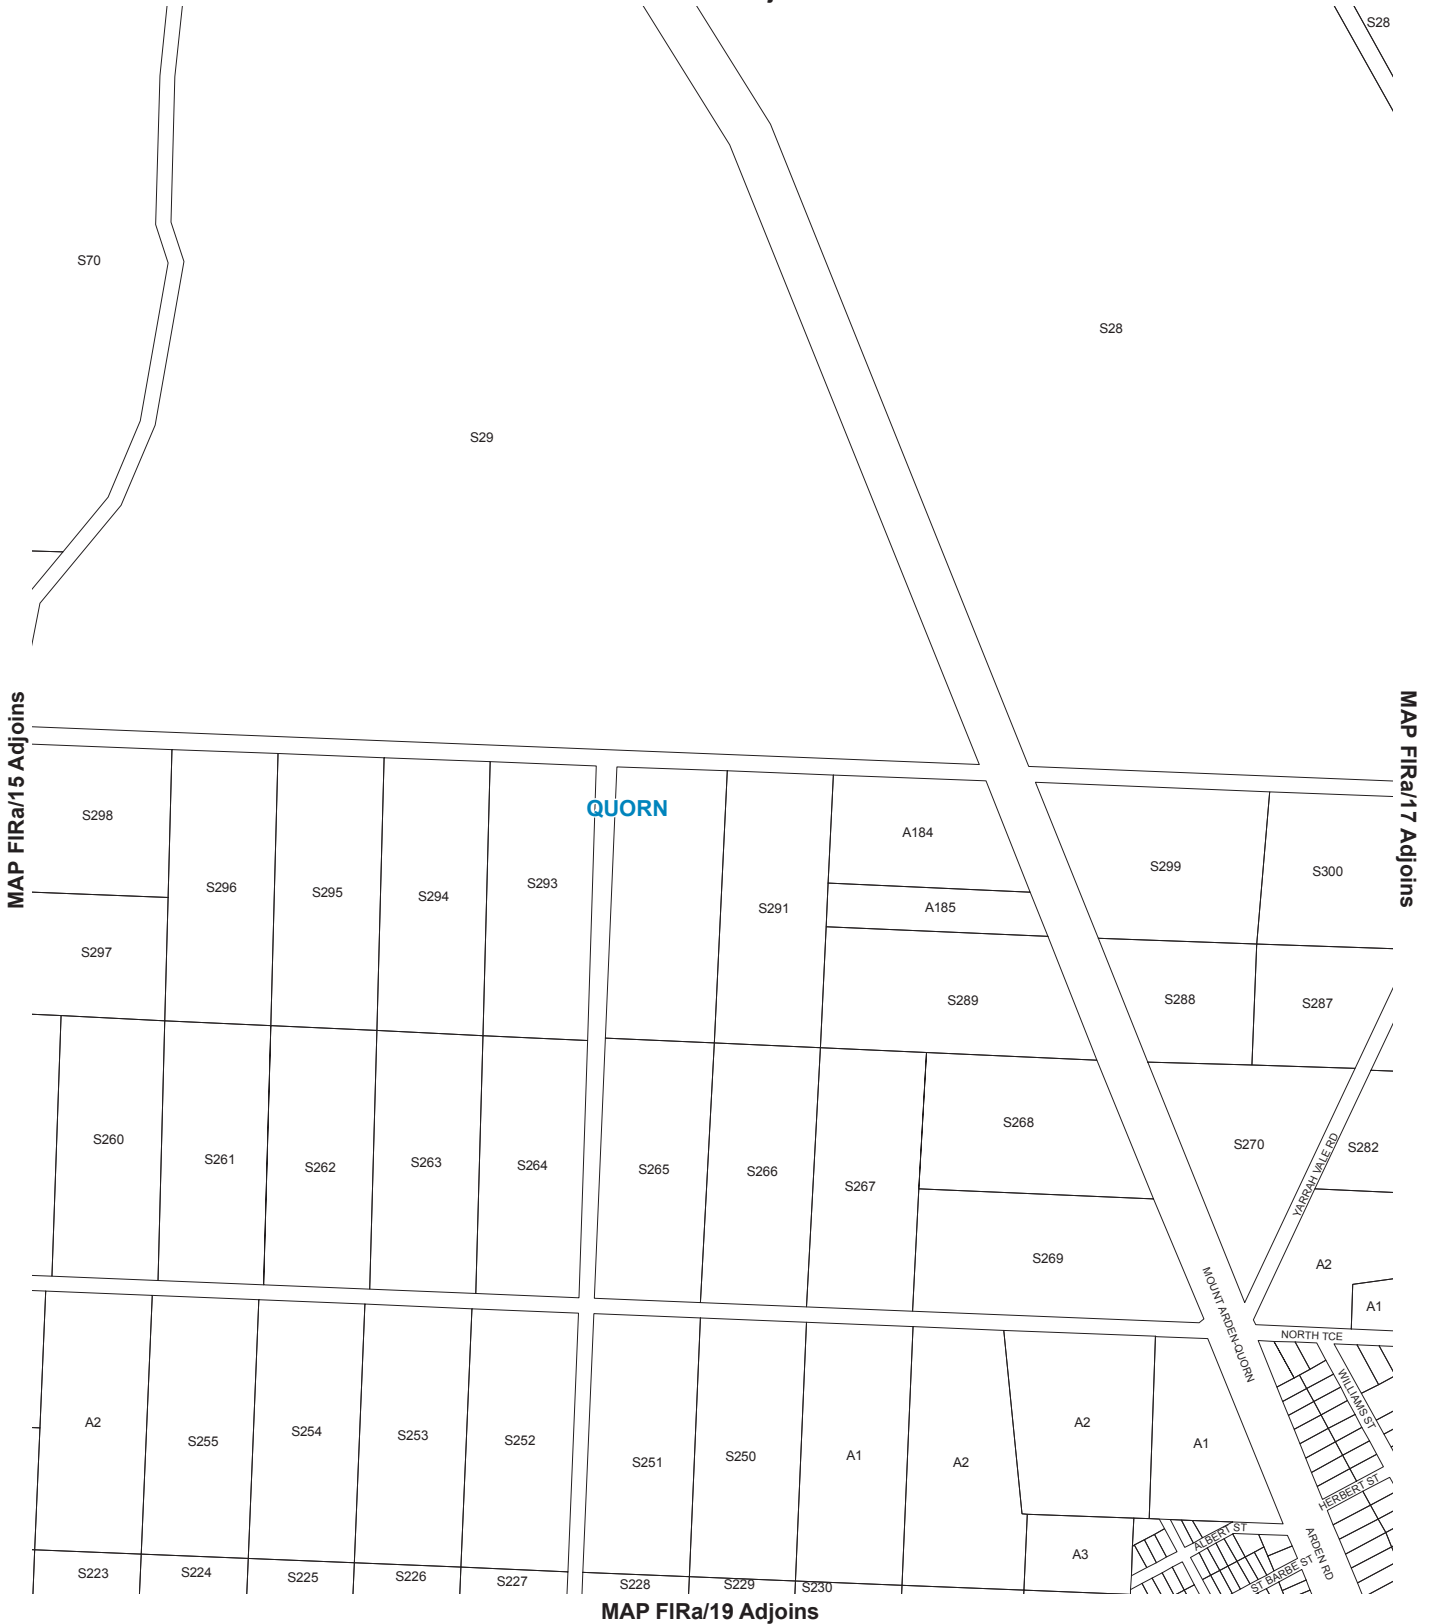 S28
S70
S28
S29
MAP FIRa/15 Adjoins
MAP FIRa/17 Adjoins
QUORN
S298
A184
S299
S300
S296
S295
S294
S293
S291
A185
S297
S289
S288
S287
S260
S261
S262
S263
S264
S265
S266
S267
S268
S270
S282
YARRAH VALE RD
S269
A2
A1
MOUNT ARDEN-QUORN
NORTH TCE
WILLIAMS ST
A2
S255
S254
S253
S252
S251
S250
A1
A2
A2
A1
HERBERT ST
ALBERT ST
ARDEN RD
A3
ST BARBE ST
S223
S224
S225
S226
S227
S228
S229
S230
MAP FIRa/19 Adjoins